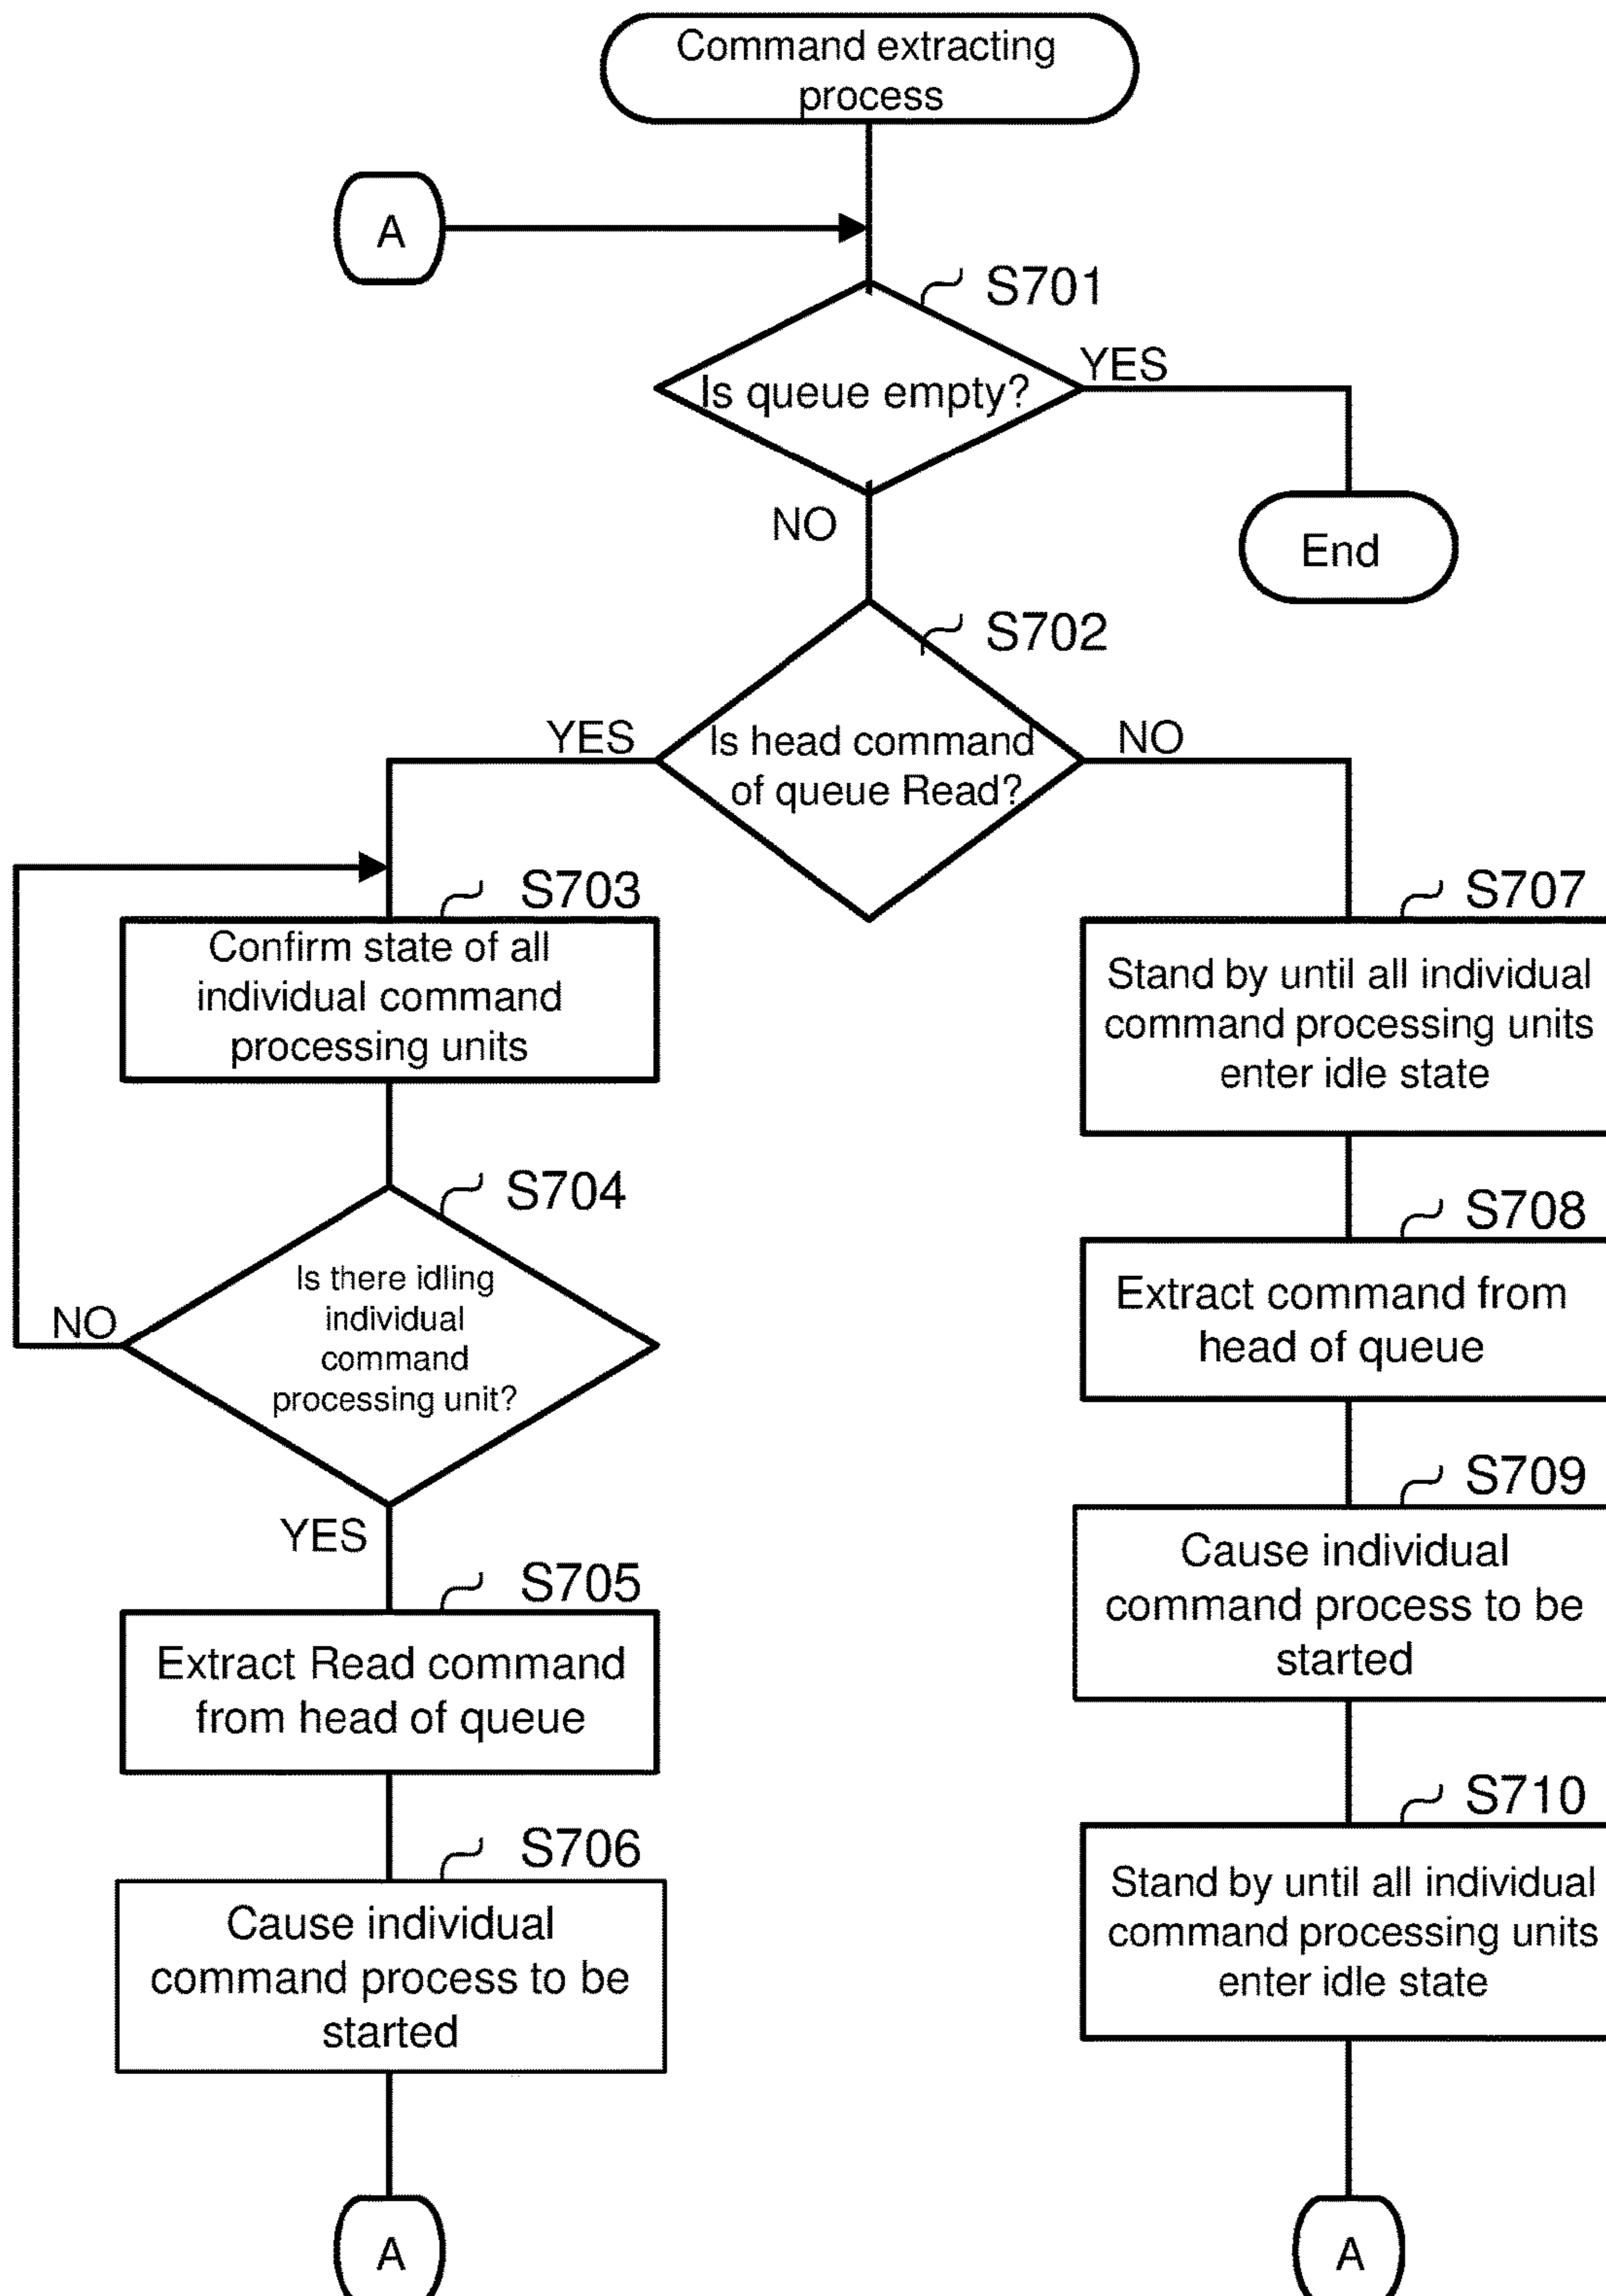 Command extracting
process
A
S701
Is queue empty?
YES
NO
End
S702
Is head command
of queue Read?
YES
NO
S703
Confirm state of all
individual command
processing units
S704
Is there idling
individual
command
processing unit?
NO
YES
S705
Extract Read command
from head of queue
S706
Cause individual
command process to be
started
A
S707
Stand by until all individual
command processing units
enter idle state
S708
Extract command from
head of queue
S709
Cause individual
command process to be
started
S710
Stand by until all individual
command processing units
enter idle state
A